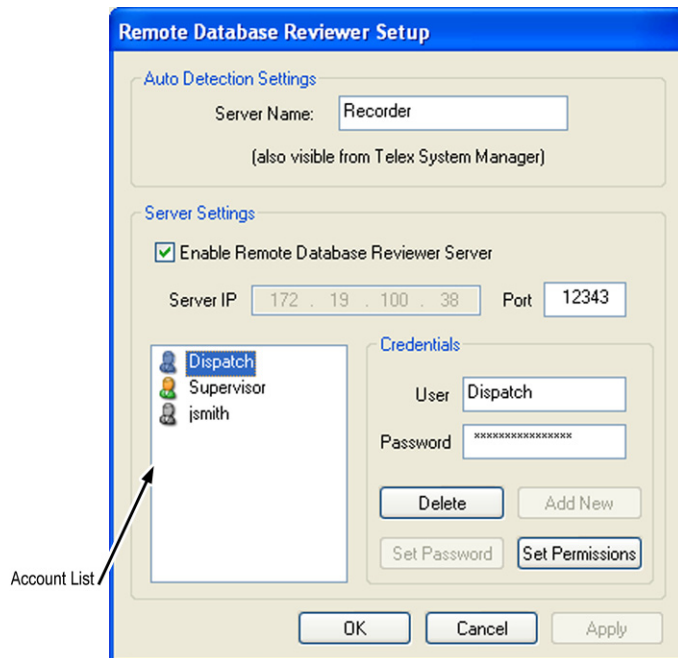 Remote Database Reviewer Setup
Auto Detection Settings
Server Name: Recorder
(also visible from Telex System Manager)
Server Settings
Enable Remote Database Reviewer Server
Server IP 172 . 19 . 100 . 38 Port 12343
Dispatch
Supervisor
jsmith
Credentials
User Dispatch
Password ****************
Delete Add New
Set Password Set Permissions
Account List
OK Cancel Apply